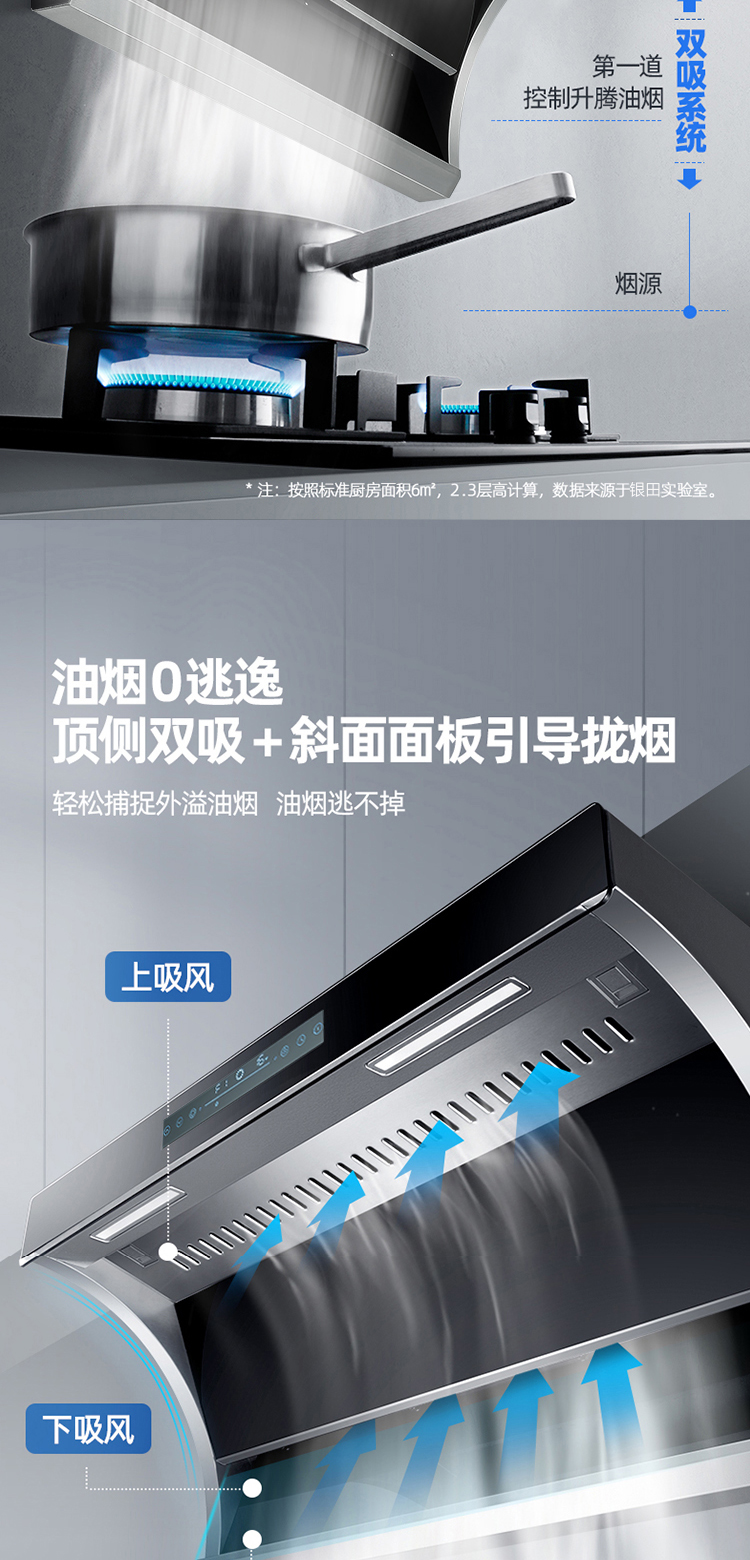 第一道
控制升腾油烟
双吸系统
烟源
* 注：按照标准厨房面积6㎡，2.3层高计算，数据来源于银田实验室。
油烟0逃逸
顶侧双吸+斜面面板引导拢烟
轻松捕捉外溢油烟 油烟逃不掉
上吸风
下吸风